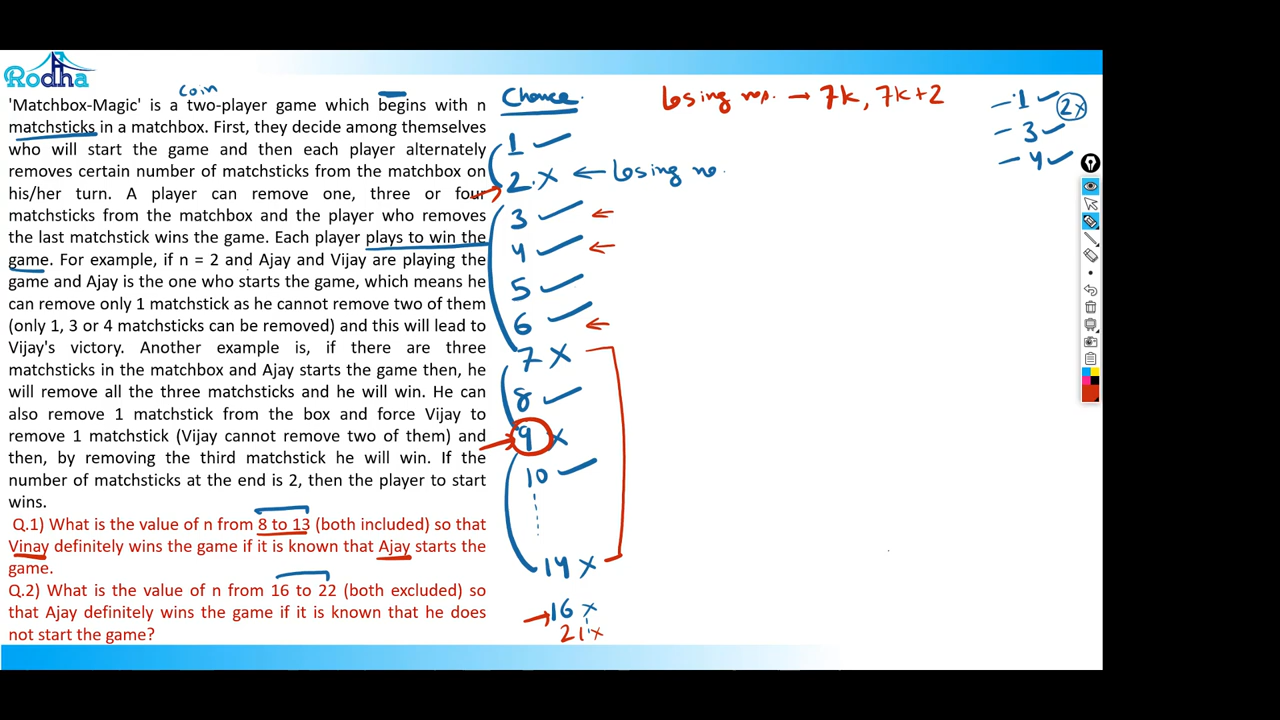 Rodha
coin
'Matchbox-Magic' is a two-player game which begins with n
matchsticks in a matchbox. First, they decide among themselves
who will start the game and then each player alternately
removes certain number of matchsticks from the matchbox on
his/her turn. A player can remove one, three or four
matchsticks from the matchbox and the player who removes
the last matchstick wins the game. Each player plays to win the
game. For example, if n = 2 and Ajay and Vijay are playing the
game and Ajay is the one who starts the game, which means he
can remove only 1 matchstick as he cannot remove two of them
(only 1, 3 or 4 matchsticks can be removed) and this will lead to
Vijay's victory. Another example is, if there are three
matchsticks in the matchbox and Ajay starts the game then, he
will remove all the three matchsticks and he will win. He can
also remove 1 matchstick from the box and force Vijay to
remove 1 matchstick (Vijay cannot remove two of them) and
then, by removing the third matchstick he will win. If the
number of matchsticks at the end is 2, then the player to start
wins.
Q.1) What is the value of n from 8 to 13 (both included) so that
Vinay definitely wins the game if it is known that Ajay starts the
game.
Q.2) What is the value of n from 16 to 22 (both excluded) so
that Ajay definitely wins the game if it is known that he does
not start the game?
Chance
1 ✓
2. x ← losing no.
3 ✓ ←
4 ✓ ←
5 ✓
6 ✓ ←
7 x
8 ✓
9 x
10 ✓
14 x
→ 16 x
21 x
losing nos. → 7k, 7k+2
- 1 ✓ 2x
- 3 ✓
- 4 ✓